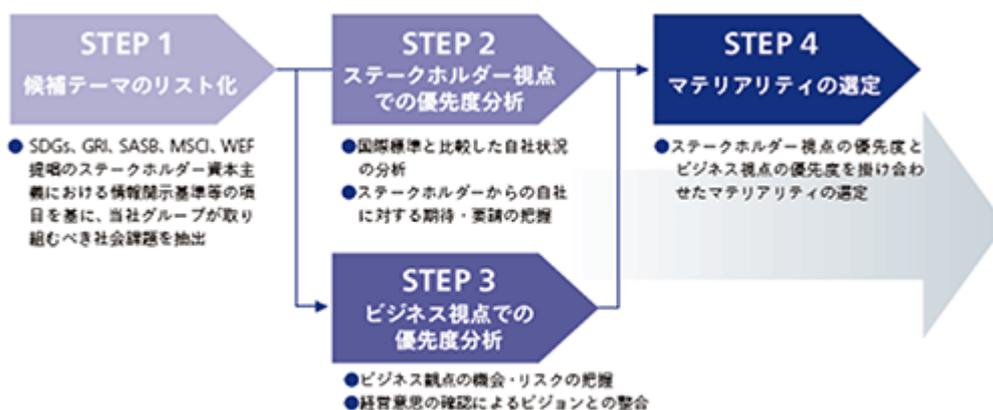 STEP 1
候補テーマのリスト化
● SDGs、GRI、SASB、MSCI、WEF
提唱のステークホルダー資本主
義における情報開示基準等の項
目を基に、当社グループが取り
組むべき社会課題を抽出
STEP 2
ステークホルダー視点
での優先度分析
●国際標準と比較した自社状況
の分析
●ステークホルダーからの自社
に対する期待・要請の把握
STEP 3
ビジネス視点での
優先度分析
●ビジネス観点の機会・リスクの把握
●経営意思の確認によるビジョンとの整合
STEP 4
マテリアリティの選定
●ステークホルダー視点の優先度と
ビジネス視点の優先度を掛け合わ
せたマテリアリティの選定